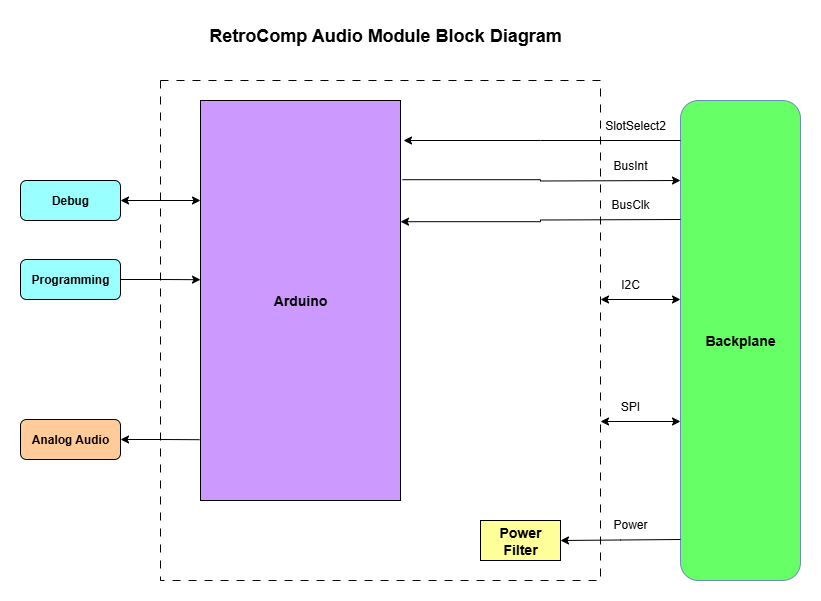 RetroComp Audio Module Block Diagram
SlotSelect2
BusInt
Debug
BusClk
Programming
I2C
Arduino
Backplane
SPI
Analog Audio
Power
Power
Filter